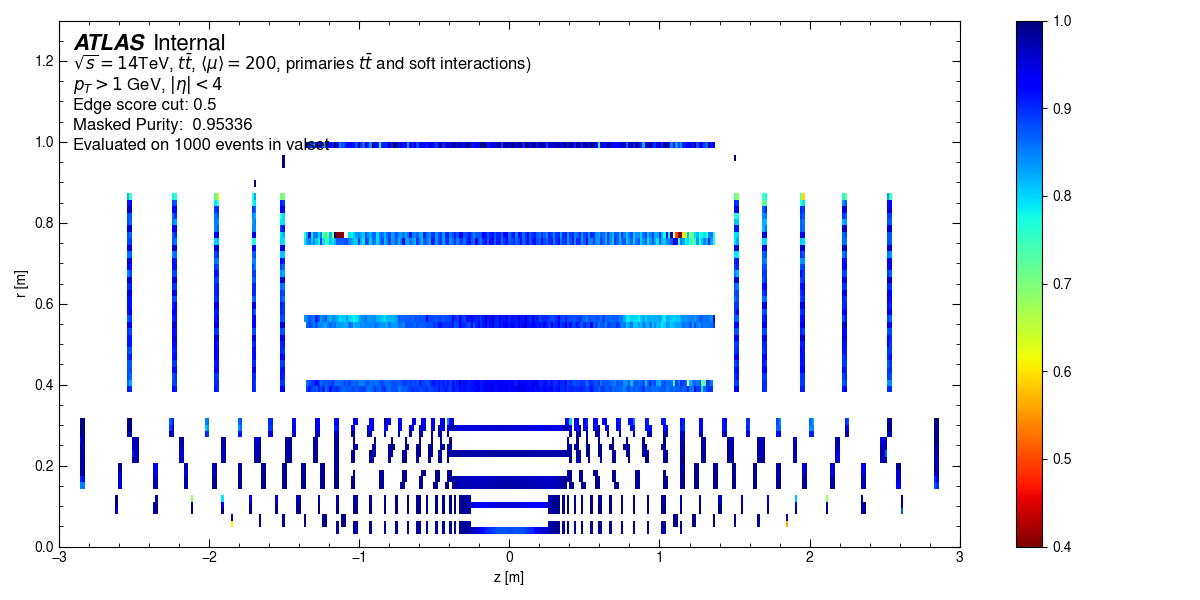 ATLAS Internal
√s = 14TeV, tt̄, ⟨μ⟩ = 200, primaries tt̄ and soft interactions)
p_T > 1 GeV, |η| < 4
Edge score cut: 0.5
Masked Purity:  0.95336
Evaluated on 1000 events in valset
r [m]
1.2
1.0
0.8
0.6
0.4
0.2
0.0
−3
−2
−1
0
1
2
3
z [m]
1.0
0.9
0.8
0.7
0.6
0.5
0.4